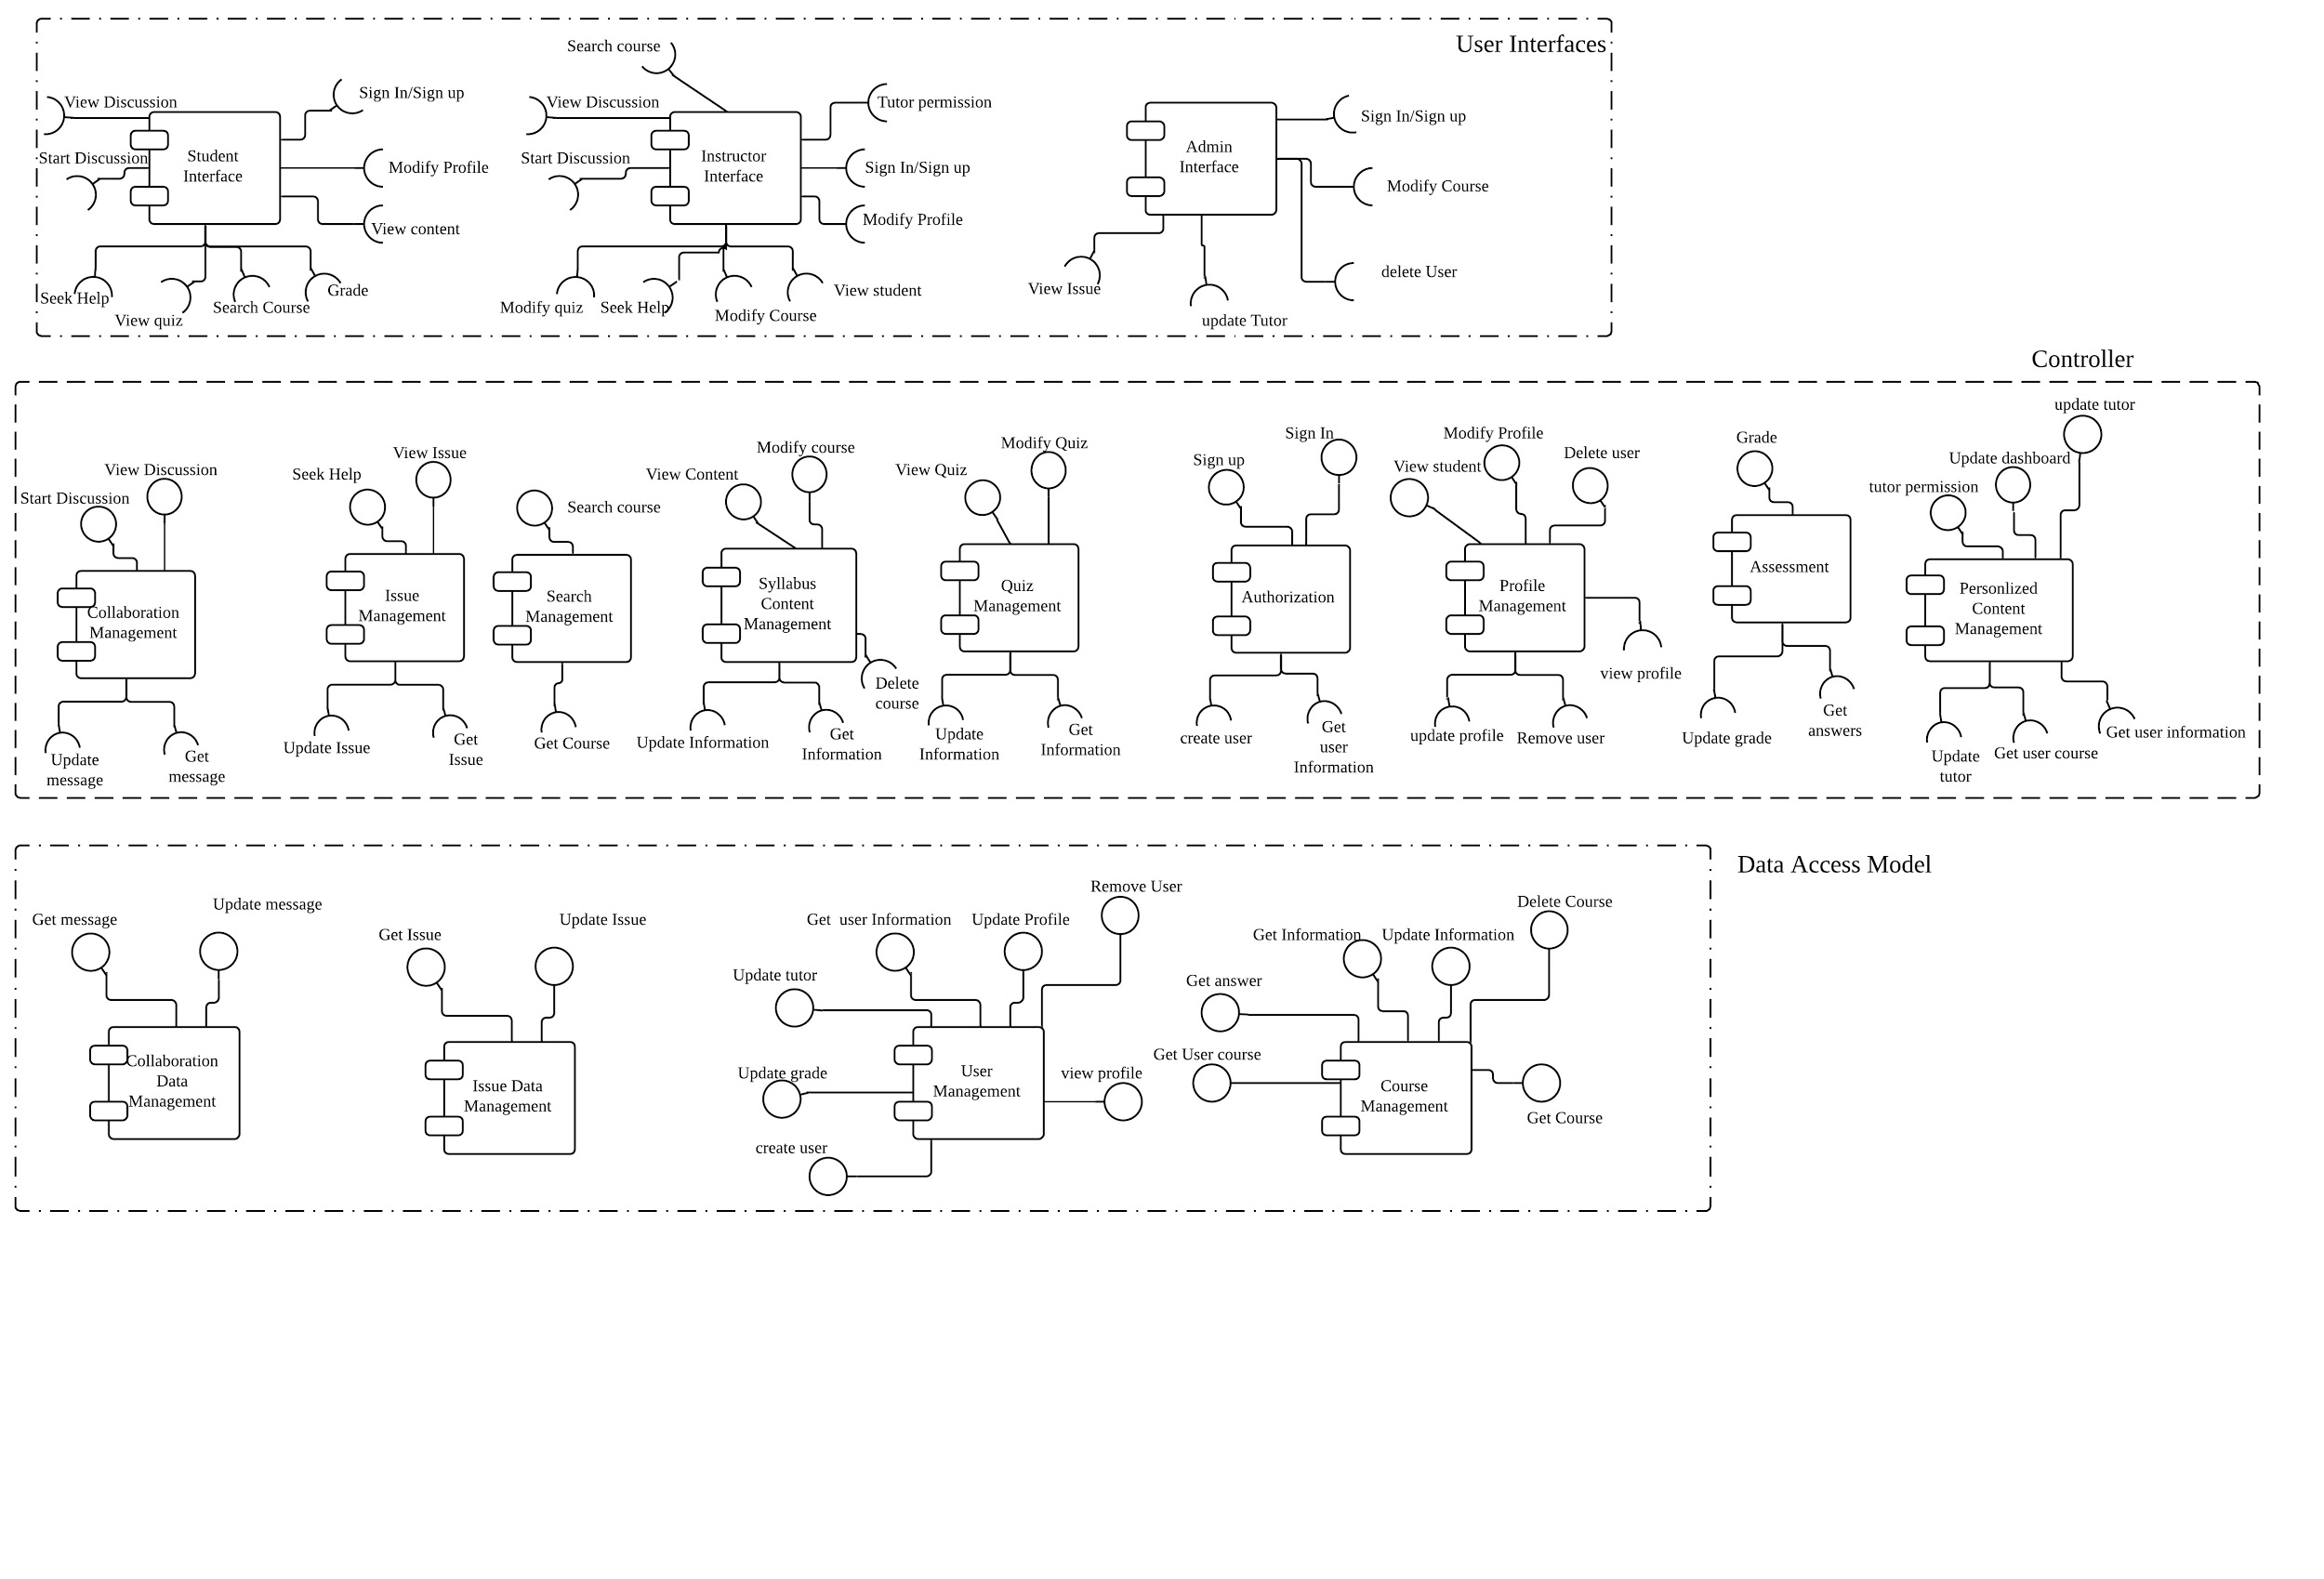 User Interfaces
Search course
Sign In/Sign up
View Discussion
View Discussion
Tutor permission
Sign In/Sign up
Start Discussion
Student
Interface
Modify Profile
Start Discussion
Instructor
Interface
Sign In/Sign up
Admin
Interface
Modify Course
View content
Modify Profile
delete User
Seek Help
View quiz
Search Course
Grade
Modify quiz
Seek Help
Modify Course
View student
View Issue
update Tutor
Controller
Start Discussion
View Discussion
Collaboration
Management
Update
message
Get
message
Seek Help
View Issue
Issue
Management
Update Issue
Get
Issue
Search course
Search
Management
Get Course
View Content
Modify course
Syllabus
Content
Management
Delete
course
Update Information
Get
Information
View Quiz
Modify Quiz
Quiz
Management
Update
Information
Get
Information
Sign up
Sign In
Authorization
create user
Get
user
Information
View student
Modify Profile
Delete user
Profile
Management
view profile
update profile
Remove user
Grade
Assessment
Update grade
Get
answers
tutor permission
Update dashboard
update tutor
Personlized
Content
Management
Update
tutor
Get user course
Get user information
Data Access Model
Get message
Update message
Collaboration
Data
Management
Get Issue
Update Issue
Issue Data
Management
Update tutor
Get  user Information
Update Profile
Remove User
Update grade
User
Management
view profile
create user
Get answer
Get Information
Update Information
Delete Course
Get User course
Course
Management
Get Course